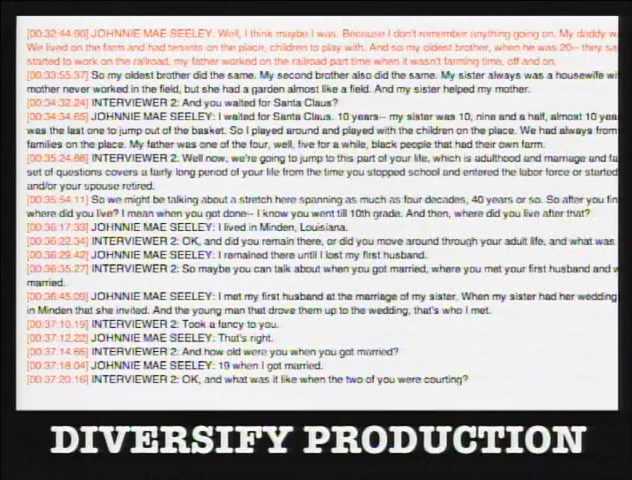 [00:32:44.00] JOHNNIE MAE SEELEY: Well, I think maybe I was. Because I don't remember anything going on. My daddy w
We lived on the farm and had tenants on the place, children to play with. And so my oldest brother, when he was 20-- they sa
started to work on the railroad, my father worked on the railroad part time when it wasn't farming time, off and on.
[00:33:55.37] So my oldest brother did the same. My second brother also did the same. My sister always was a housewife wi
mother never worked in the field, but she had a garden almost like a field. And my sister helped my mother.
[00:34:32.24] INTERVIEWER 2: And you waited for Santa Claus?
[00:34:34.65] JOHNNIE MAE SEELEY: I waited for Santa Claus. 10 years-- my sister was 10, nine and a half, almost 10 yea
was the last one to jump out of the basket. So I played around and played with the children on the place. We had always from
families on the place. My father was one of the four, well, five for a while, black people that had their own farm.
[00:35:24.66] INTERVIEWER 2: Well now, we're going to jump to this part of your life, which is adulthood and marriage and fa
set of questions covers a fairly long period of your life from the time you stopped school and entered the labor force or started
and/or your spouse retired.
[00:35:54.11] So we might be talking about a stretch here spanning as much as four decades, 40 years or so. So after you fin
where did you live? I mean when you got done-- I know you went till 10th grade. And then, where did you live after that?
[00:36:17.33] JOHNNIE MAE SEELEY: I lived in Minden, Louisiana.
[00:36:22.34] INTERVIEWER 2: OK, and did you remain there, or did you move around through your adult life, and what was
[00:36:29.42] JOHNNIE MAE SEELEY: I remained there until I lost my first husband.
[00:36:35.27] INTERVIEWER 2: So maybe you can talk about when you got married, where you met your first husband and w
married.
[00:36:45.09] JOHNNIE MAE SEELEY: I met my first husband at the marriage of my sister. When my sister had her wedding
in Minden that she invited. And the young man that drove them up to the wedding, that's who I met.
[00:37:10.19] INTERVIEWER 2: Took a fancy to you.
[00:37:12.22] JOHNNIE MAE SEELEY: That's right.
[00:37:14.65] INTERVIEWER 2: And how old were you when you got married?
[00:37:18.04] JOHNNIE MAE SEELEY: 19 when I got married.
[00:37:20.16] INTERVIEWER 2: OK, and what was it like when the two of you were courting?
DIVERSIFY PRODUCTION